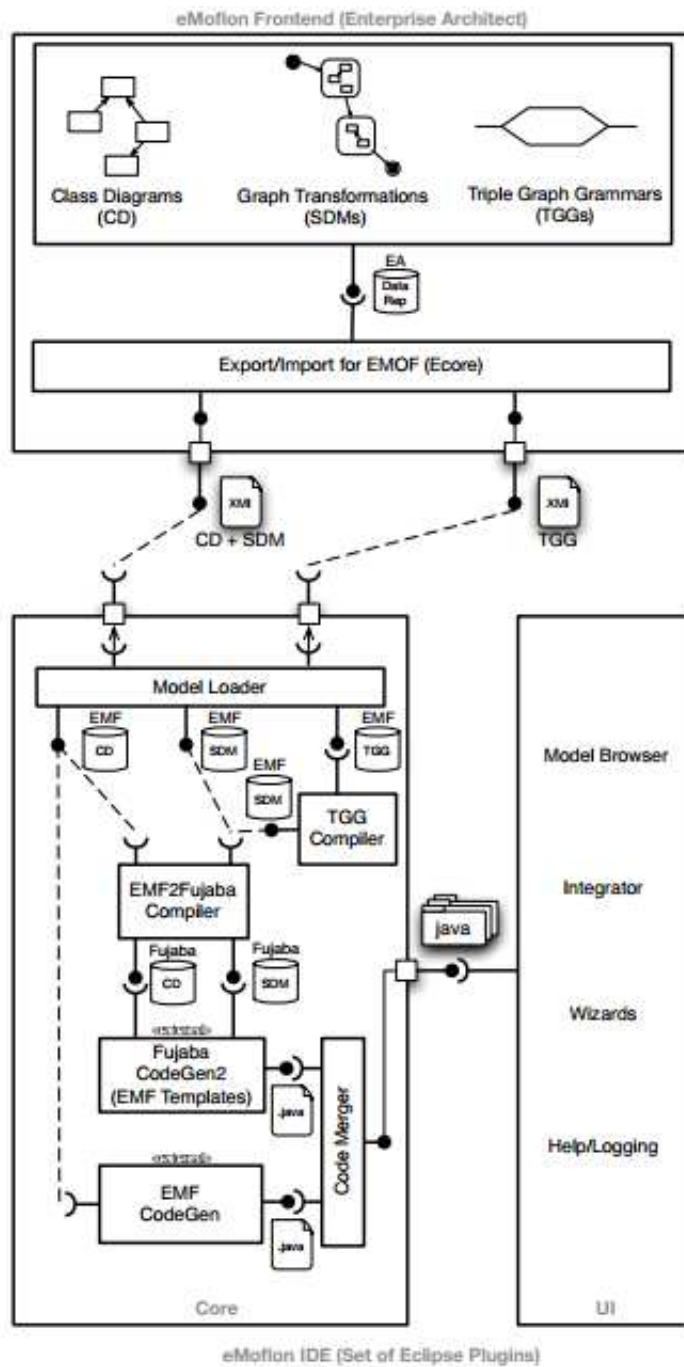 eMoflon Frontend (Enterprise Architect)
Class Diagrams
(CD)
Graph Transformations
(SDMs)
Triple Graph Grammars
(TGGs)
EA
Data
Rep
Export/Import for EMOF (Ecore)
XMI
CD + SDM
XMI
TGG
Model Loader
EMF
CD
EMF
SDM
EMF
TGG
EMF
SDM
TGG
Compiler
EMF2Fujaba
Compiler
Fujaba
CD
Fujaba
SDM
«external»
Fujaba
CodeGen2
(EMF Templates)
.java
«external»
EMF
CodeGen
.java
Code Merger
java
Core
Model Browser
Integrator
Wizards
Help/Logging
UI
eMoflon IDE (Set of Eclipse Plugins)